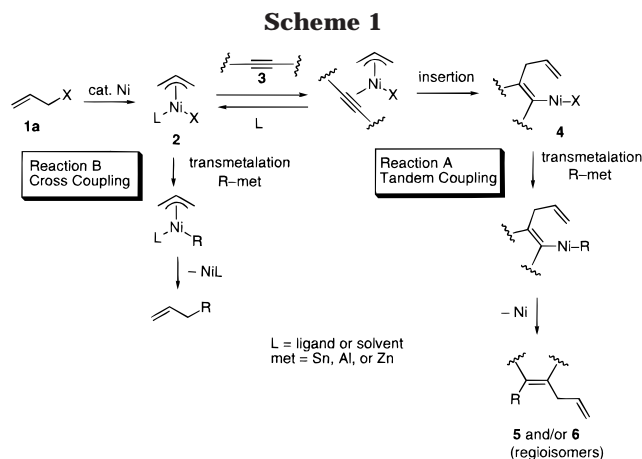 Scheme 1
X
1a
cat. Ni
Ni
L
X
2
3
L
Ni
X
insertion
Ni-X
4
Reaction B
Cross Coupling
transmetalation
R–met
Reaction A
Tandem Coupling
transmetalation
R–met
Ni
L
R
Ni-R
– NiL
– Ni
R
L = ligand or solvent
met = Sn, Al, or Zn
R
5 and/or 6
(regioisomers)